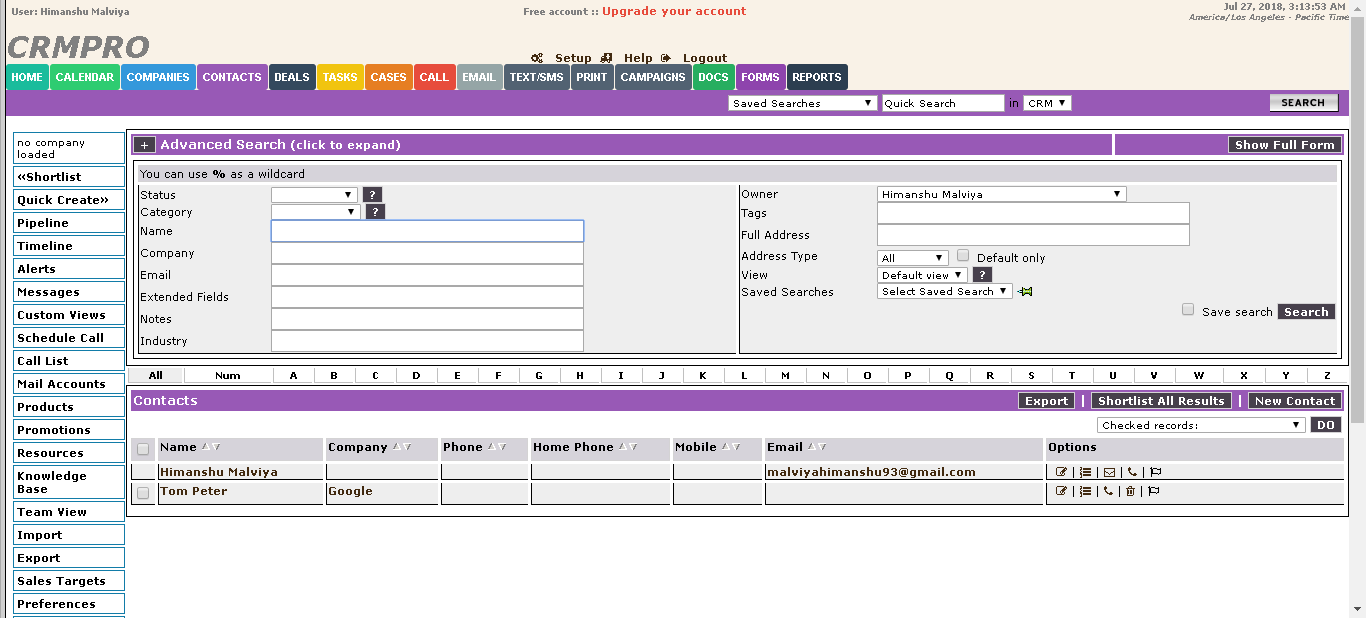 User: Himanshu Malviya
Free account :: Upgrade your account
Jul 27, 2018, 3:13:53 AM
America/Los Angeles - Pacific Time
CRMPRO
Setup Help Logout
HOME CALENDAR COMPANIES CONTACTS DEALS TASKS CASES CALL EMAIL TEXT/SMS PRINT CAMPAIGNS DOCS FORMS REPORTS
Saved Searches Quick Search in CRM SEARCH
no company
loaded
«Shortlist
Quick Create»
Pipeline
Timeline
Alerts
Messages
Custom Views
Schedule Call
Call List
Mail Accounts
Products
Promotions
Resources
Knowledge
Base
Team View
Import
Export
Sales Targets
Preferences
+ Advanced Search (click to expand) Show Full Form
You can use % as a wildcard
Status ?
Category ?
Name
Company
Email
Extended Fields
Notes
Industry
Owner Himanshu Malviya
Tags
Full Address
Address Type All Default only
View Default view ?
Saved Searches Select Saved Search
Save search Search
All Num A B C D E F G H I J K L M N O P Q R S T U V W X Y Z
Contacts Export | Shortlist All Results | New Contact
Checked records: DO
Name Company Phone Home Phone Mobile Email Options
Himanshu Malviya malviyahimanshu93@gmail.com | | | |
Tom Peter Google | | | |